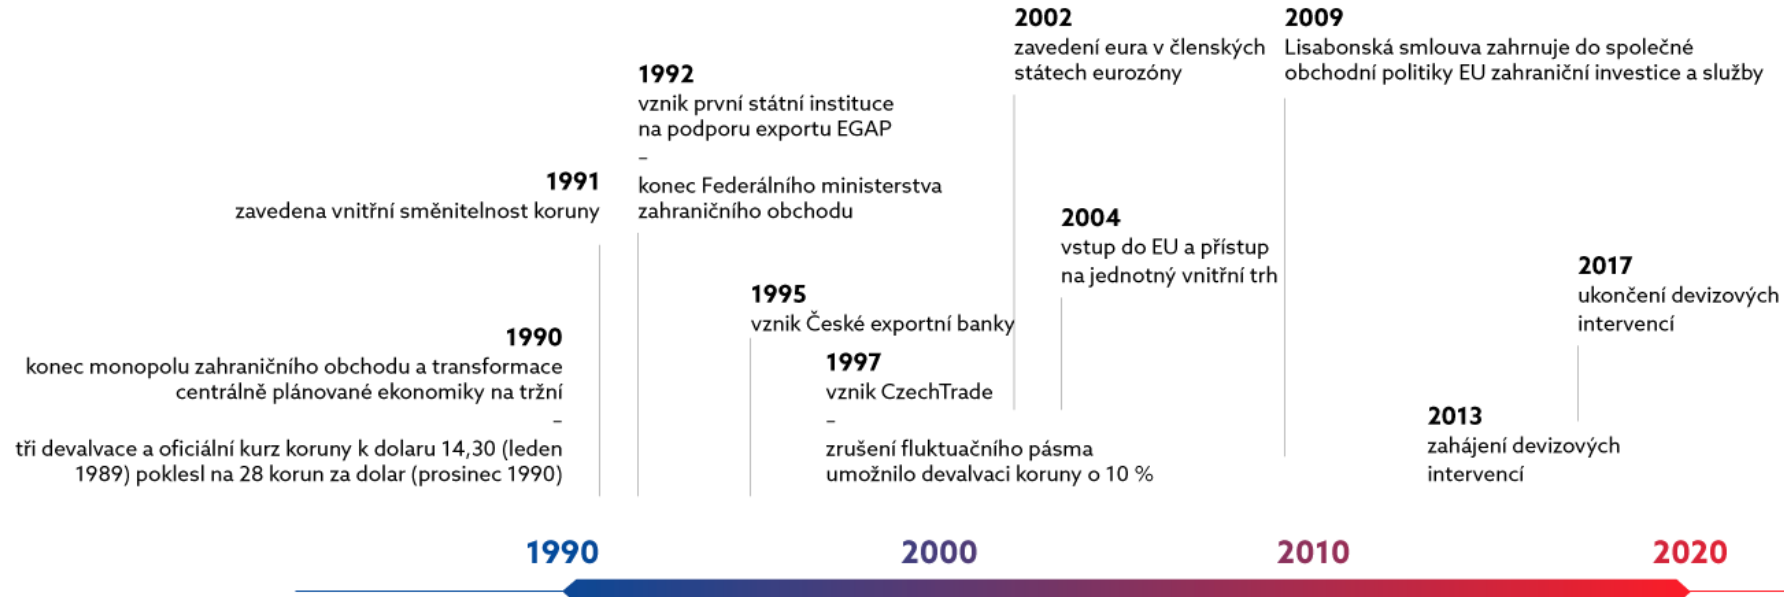 1990
konec monopolu zahraničního obchodu a transformace
centrálně plánované ekonomiky na tržní
–
tři devalvace a oficiální kurz koruny k dolaru 14,30 (leden
1989) poklesl na 28 korun za dolar (prosinec 1990)
1991
zavedena vnitřní směnitelnost koruny
1992
vznik první státní instituce
na podporu exportu EGAP
–
konec Federálního ministerstva
zahraničního obchodu
1995
vznik České exportní banky
1997
vznik CzechTrade
–
zrušení fluktuačního pásma
umožnilo devalvaci koruny o 10 %
2002
zavedení eura v členských
státech eurozóny
2004
vstup do EU a přístup
na jednotný vnitřní trh
2009
Lisabonská smlouva zahrnuje do společné
obchodní politiky EU zahraniční investice a služby
2013
zahájení devizových
intervencí
2017
ukončení devizových
intervencí
1990
2000
2010
2020